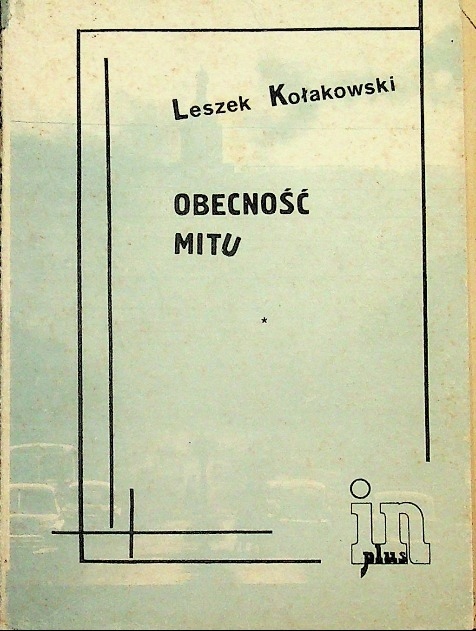 Leszek Kołakowski
OBECNOŚĆ
MITU
*
in
plus